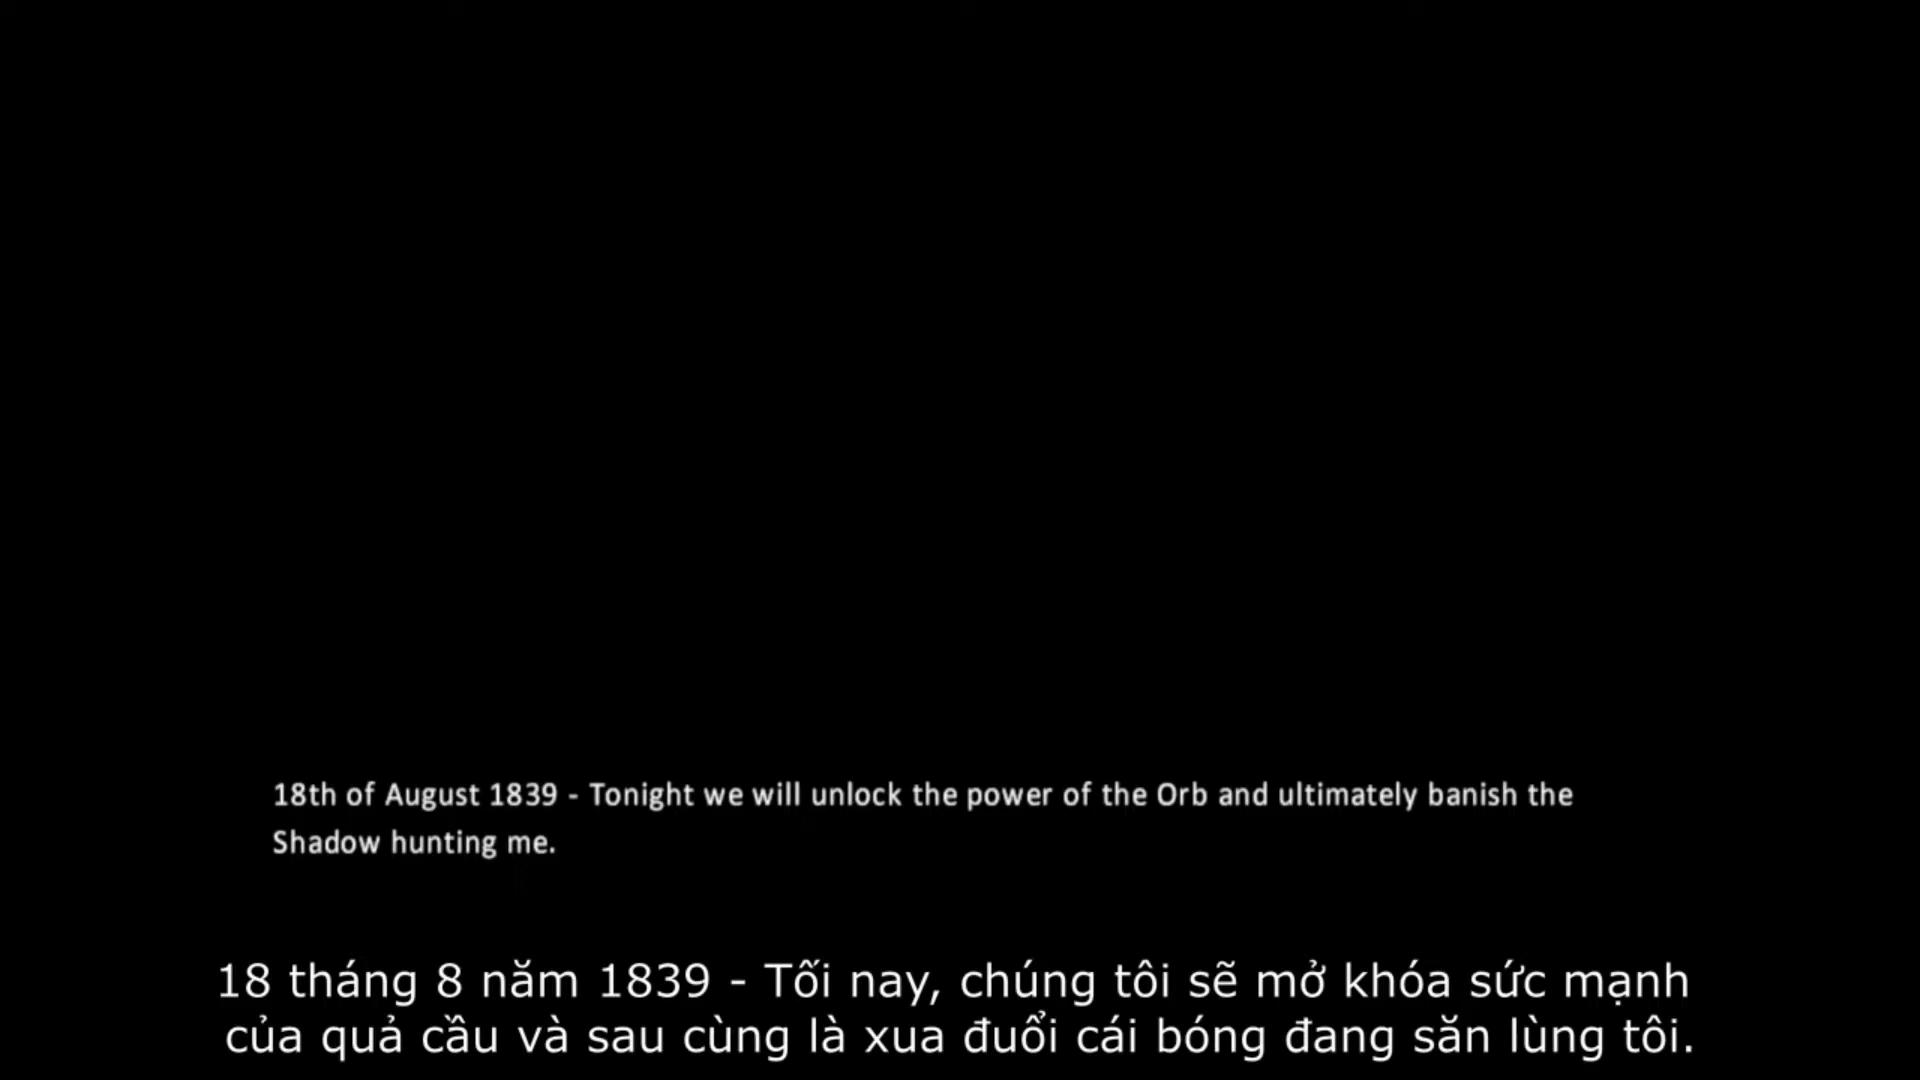 18th of August 1839 - Tonight we will unlock the power of the Orb and ultimately banish the
Shadow hunting me.
18 tháng 8 năm 1839 - Tối nay, chúng tôi sẽ mở khóa sức mạnh
của quả cầu và sau cùng là xua đuổi cái bóng đang săn lùng tôi.